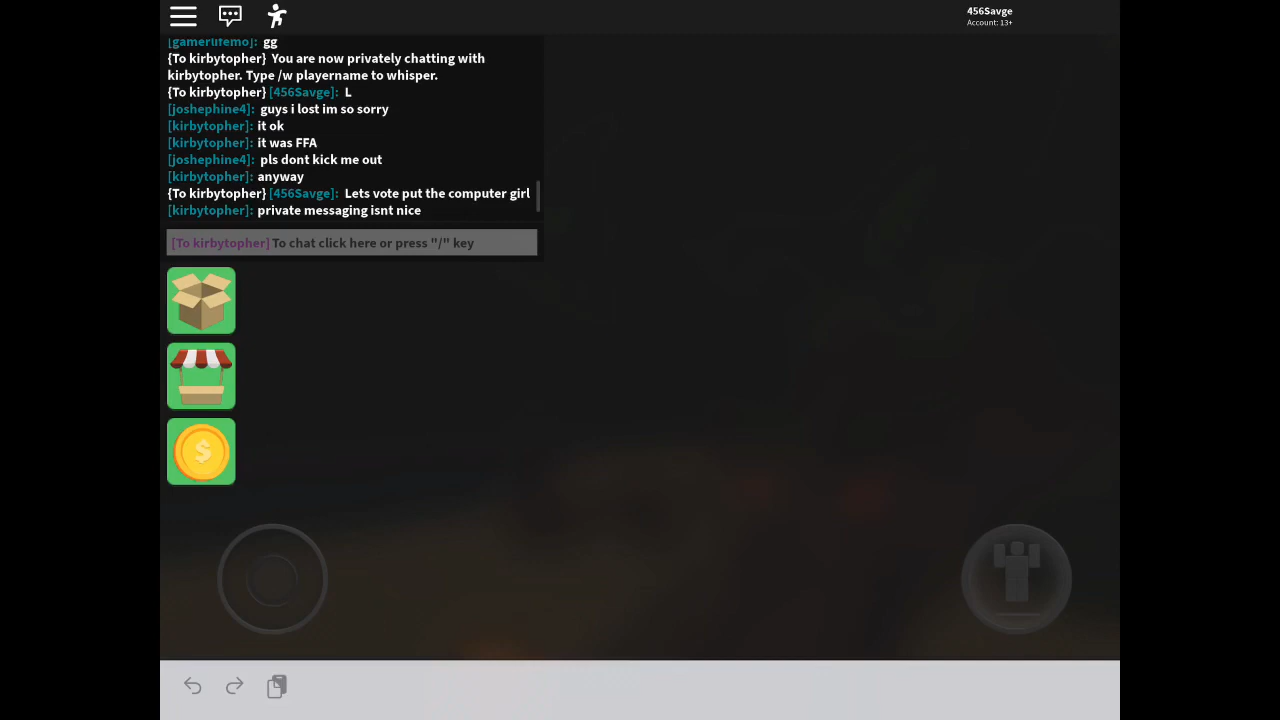 456Savge
Account: 13+
[gamerlifemo]: gg
{To kirbytopher} You are now privately chatting with
kirbytopher. Type /w playername to whisper.
{To kirbytopher} [456Savge]: L
[joshephine4]: guys i lost im so sorry
[kirbytopher]: it ok
[kirbytopher]: it was FFA
[joshephine4]: pls dont kick me out
[kirbytopher]: anyway
{To kirbytopher} [456Savge]: Lets vote put the computer girl
[kirbytopher]: private messaging isnt nice
[To kirbytopher] To chat click here or press "/" key
$